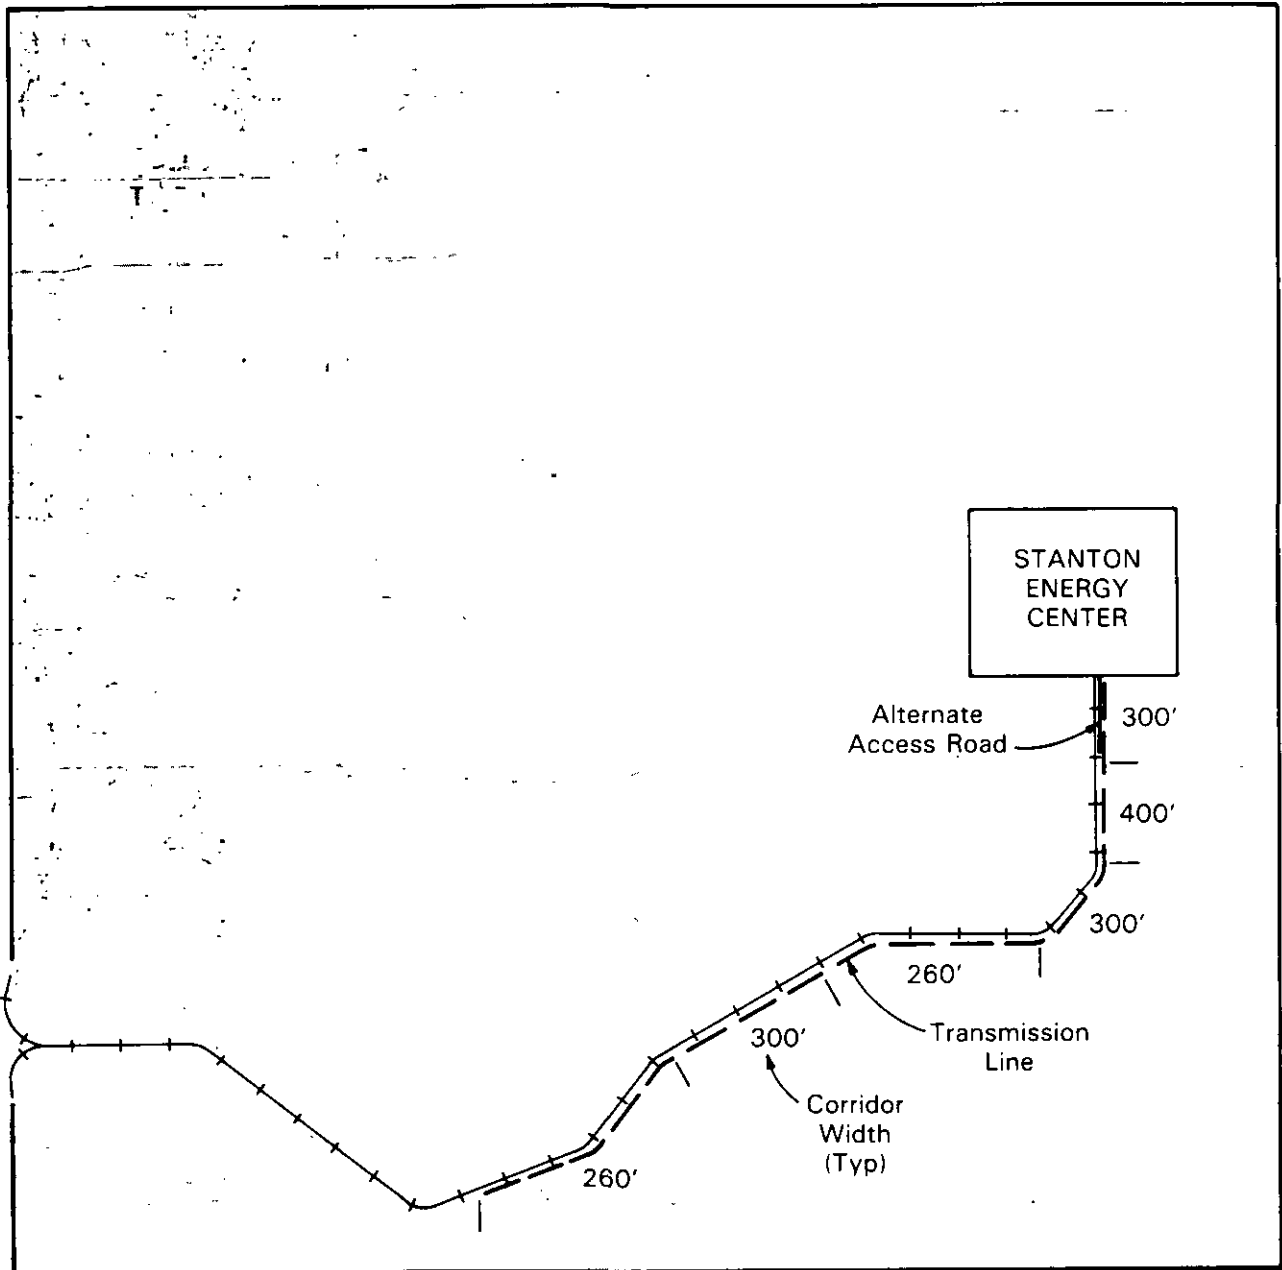 STANTON
ENERGY
CENTER
Alternate
Access Road
300'
400'
300'
260'
Transmission
Line
300'
Corridor
Width
(Typ)
260'